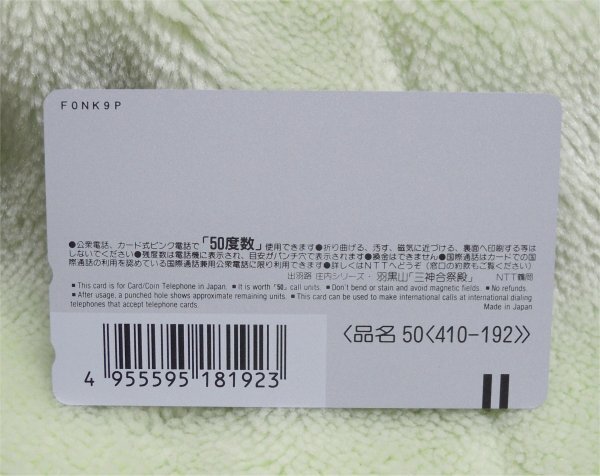 F0NK9P
●公衆電話、カード式ピンク電話で「50度数」使用できます●折り曲げる、汚す、磁気に近づける、裏面へ印刷する等は
しないでください●残度数は電話機に表示され、目安がパンチ穴で表示されます●換金はできません●国際通話はカードでの国
際通話の利用を認めている国際通話兼用公衆電話に限り利用できます●詳しくはNTTへどうぞ(窓口の約款もご覧ください)
出羽路 庄内シリーズ・羽黒山「三神合祭殿」 NTT鶴岡
●This card is for Card/Coin Telephone in Japan. ●It is worth「50」call units. ●Don't bend or stain and avoid magnetic fields. ●No refunds.
●After usage, a punched hole shows approximate remaining units. ●This card can be used to make international calls at international dialing
telephones that accept telephone cards.
Made in Japan
〈品名 50〈410-192〉〉
4 955595 181923